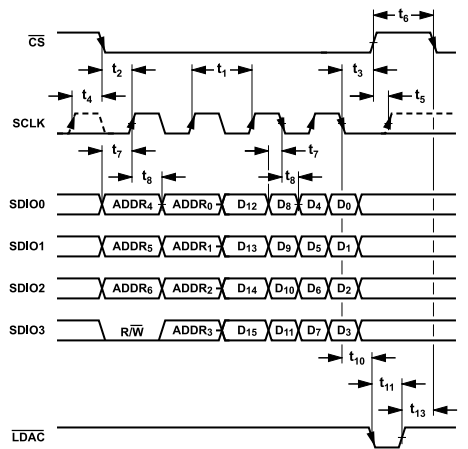 t6
CS
t2
t1
t3
t4
t5
SCLK
t7
t7
t8
t8
SDIO0
ADDR4
ADDR0
D12
D8
D4
D0
SDIO1
ADDR5
ADDR1
D13
D9
D5
D1
SDIO2
ADDR6
ADDR2
D14
D10
D6
D2
SDIO3
R/W
ADDR3
D15
D11
D7
D3
t10
t11
t13
LDAC